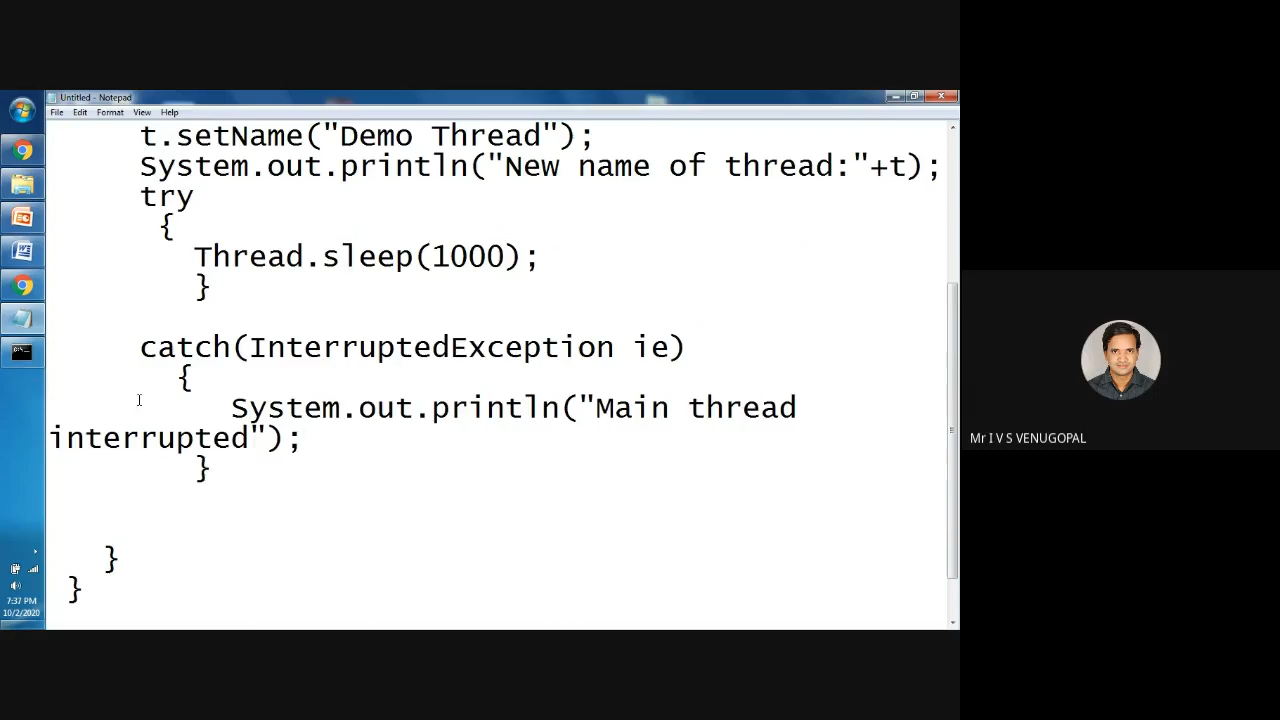 Untitled - Notepad
File Edit Format View Help
t.setName("Demo Thread");
System.out.println("New name of thread:"+t);
try
{
Thread.sleep(1000);
}
catch(InterruptedException ie)
{
System.out.println("Main thread
interrupted");
}
}
}
7:37 PM
10/2/2020
Mr I V S VENUGOPAL